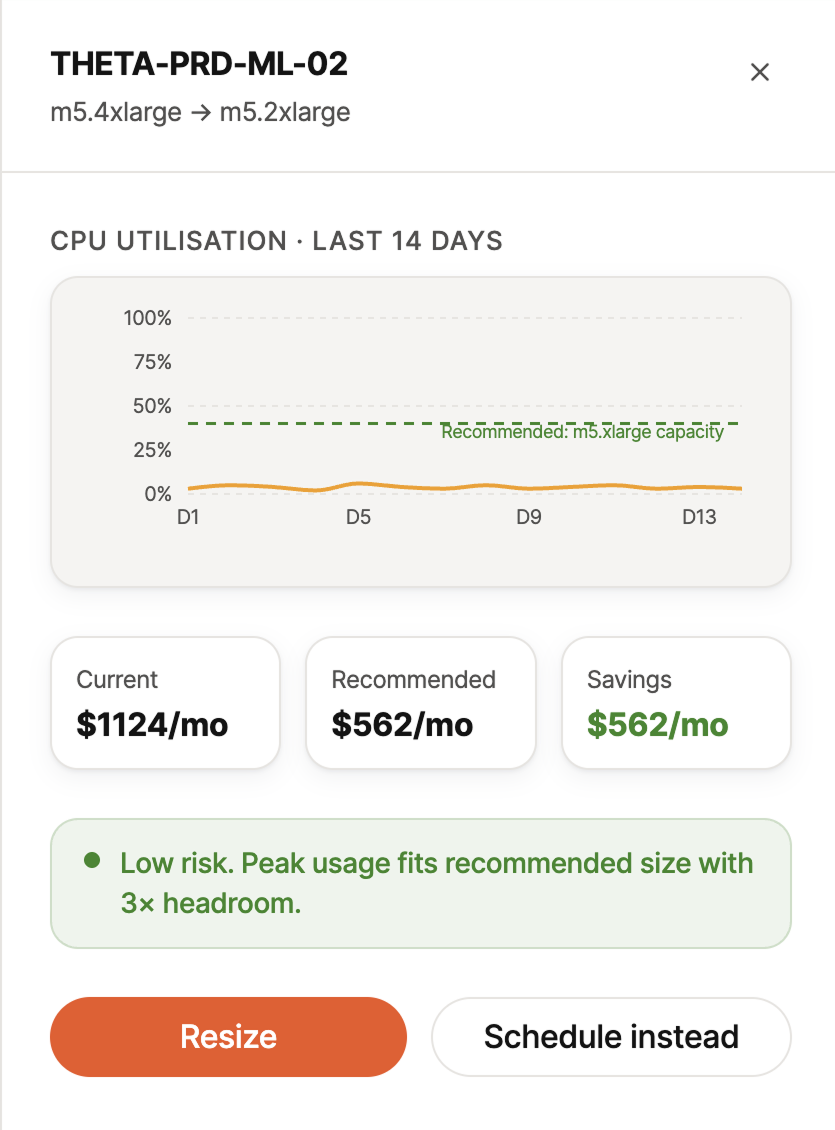 THETA-PRD-ML-02
m5.4xlarge → m5.2xlarge
CPU UTILISATION · LAST 14 DAYS
100%
75%
50%
Recommended: m5.xlarge capacity
25%
0%
D1 D5 D9 D13
Current Recommended Savings
$1124/mo $562/mo $562/mo
Low risk. Peak usage fits recommended size with
3× headroom.
Resize Schedule instead